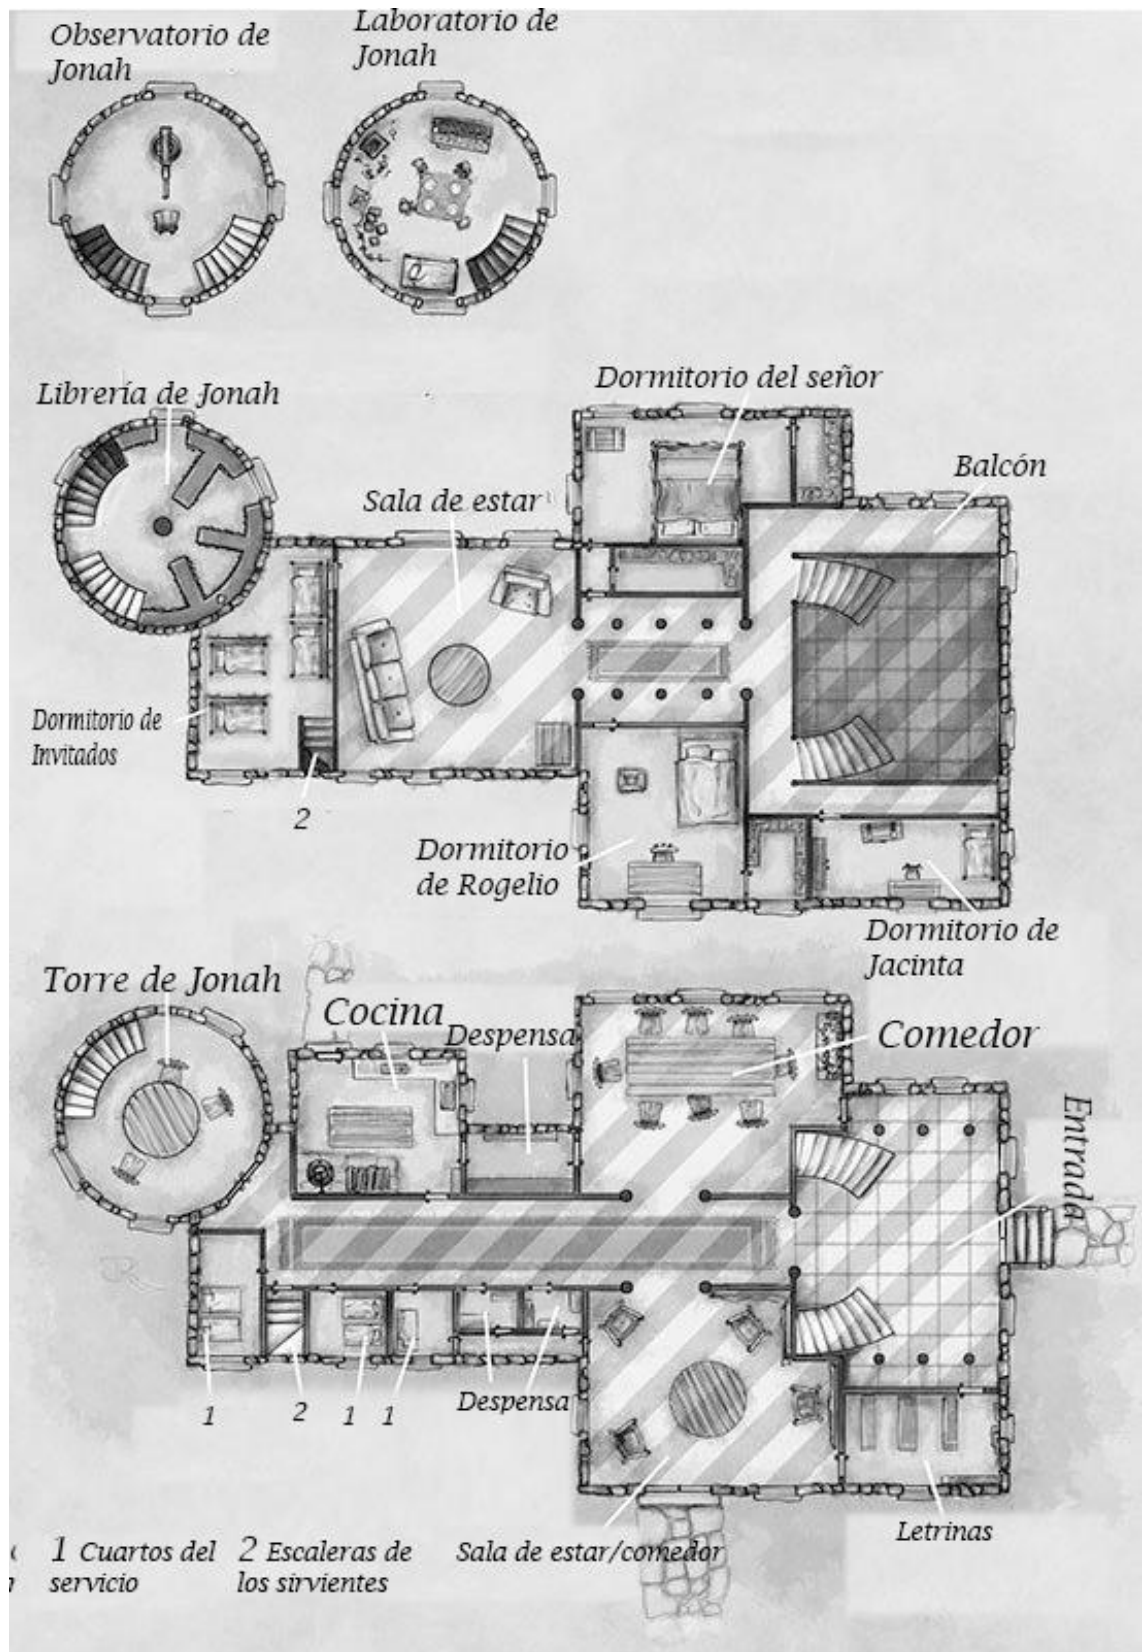 Observatorio de
Jonah
Laboratorio de
Jonah
Librería de Jonah
Dormitorio del señor
Balcón
Sala de estar
Dormitorio de
Invitados
2
Dormitorio
de Rogelio
Dormitorio de
Jacinta
Torre de Jonah
Cocina
Despensa
Comedor
Entrada
1
2
1
1
Despensa
Letrinas
1 Cuartos del
servicio
2 Escaleras de
los sirvientes
Sala de estar/comedor